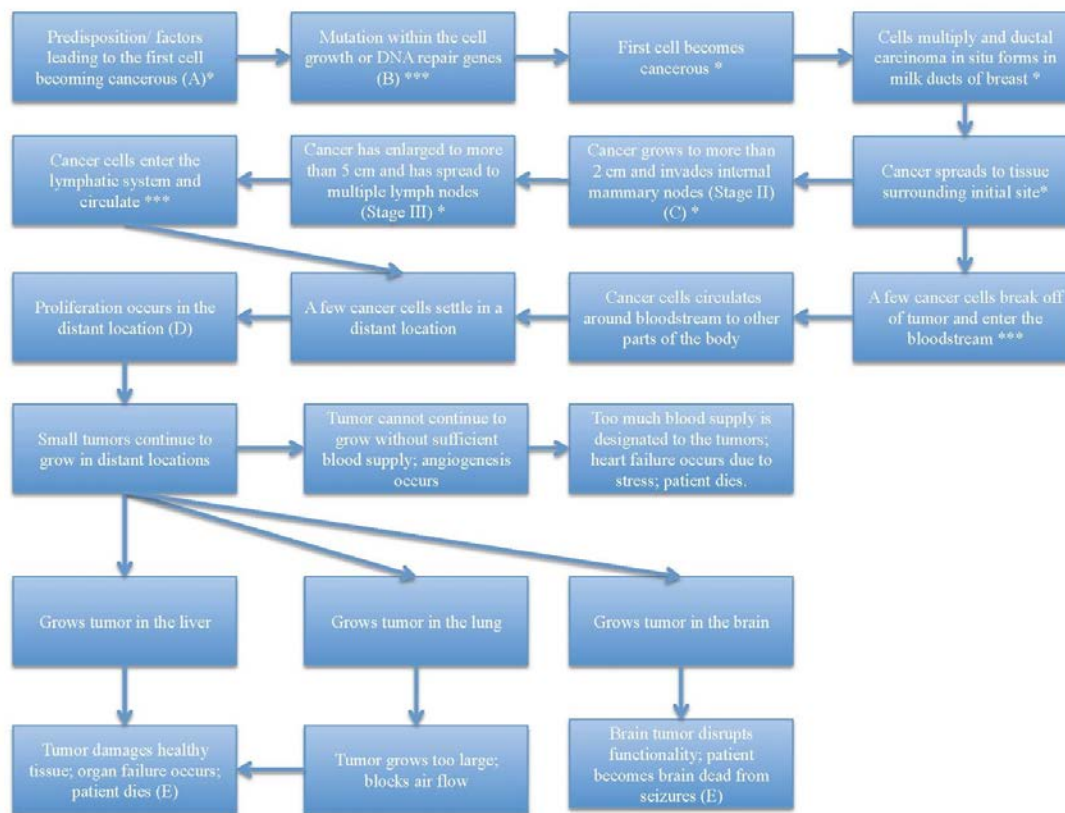 Predisposition/ factors
leading to the first cell
becoming cancerous (A)*
Mutation within the cell
growth or DNA repair genes
(B) ***
First cell becomes
cancerous *
Cells multiply and ductal
carcinoma in situ forms in
milk ducts of breast *
Cancer cells enter the
lymphatic system and
circulate ***
Cancer has enlarged to more
than 5 cm and has spread to
multiple lymph nodes
(Stage III) *
Cancer grows to more than
2 cm and invades internal
mammary nodes (Stage II)
(C) *
Cancer spreads to tissue
surrounding initial site*
Proliferation occurs in the
distant location (D)
A few cancer cells settle in a
distant location
Cancer cells circulates
around bloodstream to other
parts of the body
A few cancer cells break off
of tumor and enter the
bloodstream ***
Small tumors continue to
grow in distant locations
Tumor cannot continue to
grow without sufficient
blood supply; angiogenesis
occurs
Too much blood supply is
designated to the tumors;
heart failure occurs due to
stress; patient dies.
Grows tumor in the liver
Grows tumor in the lung
Grows tumor in the brain
Tumor damages healthy
tissue; organ failure occurs;
patient dies (E)
Tumor grows too large;
blocks air flow
Brain tumor disrupts
functionality; patient
becomes brain dead from
seizures (E)